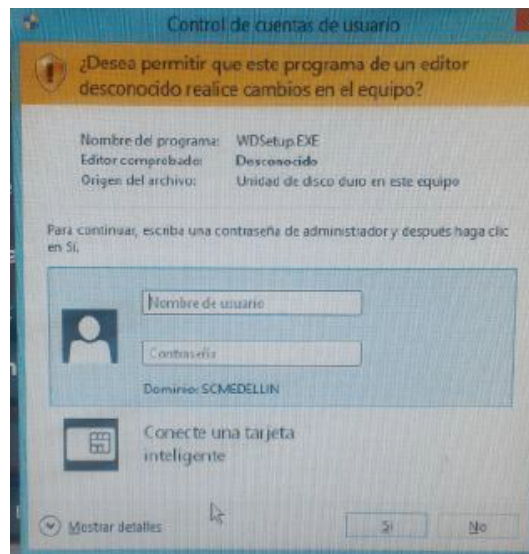 Control de cuentas de usuario
¿Desea permitir que este programa de un editor
desconocido realice cambios en el equipo?
Nombre del programa: WDSetup.EXE
Editor comprobado: Desconocido
Origen del archivo: Unidad de disco duro en este equipo
Para continuar, escriba una contraseña de administrador y después haga clic
en Sí.
Nombre de usuario
Contraseña
Dominio: SCMEDELLIN
Conecte una tarjeta
inteligente
Mostrar detalles
Sí
No